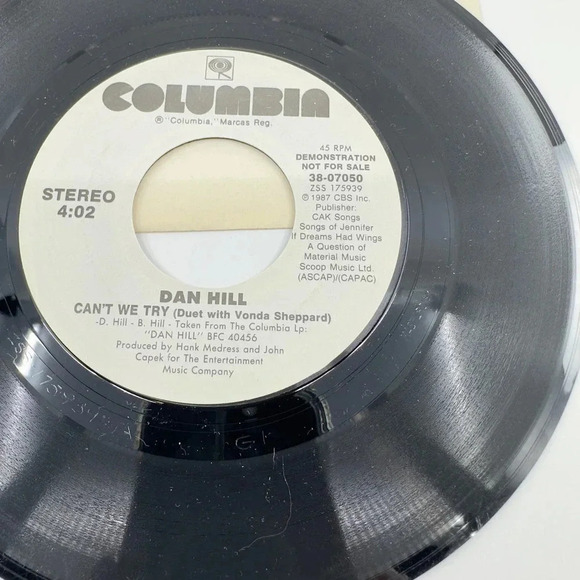 COLUMBIA
® "Columbia," Marcas Reg.
45 RPM
DEMONSTRATION
NOT FOR SALE
38-07050
ZSS 175939
℗ 1987 CBS Inc.
Publisher:
CAK Songs
Songs of Jennifer
If Dreams Had Wings
A Question of
Material Music
Scoop Music Ltd.
(ASCAP)/(CAPAC)
STEREO
4:02
DAN HILL
CAN'T WE TRY (Duet with Vonda Sheppard)
-D. Hill - B. Hill - Taken From The Columbia Lp:
"DAN HILL" BFC 40456
Produced by Hank Medress and John
Capek for The Entertainment
Music Company